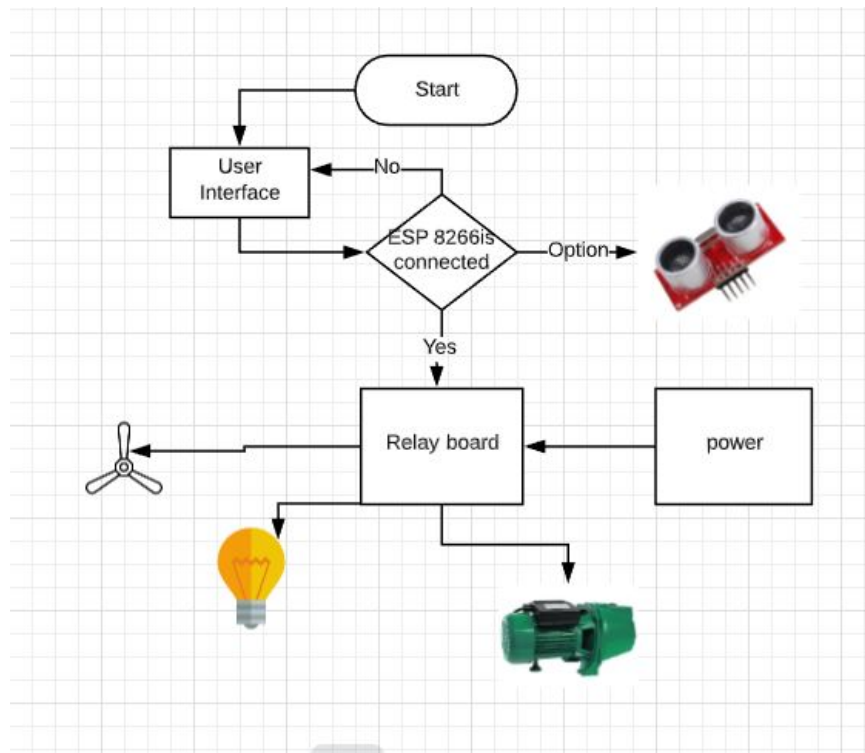 Start
User
Interface
No
ESP 8266is
connected
Option
Yes
Relay board
power